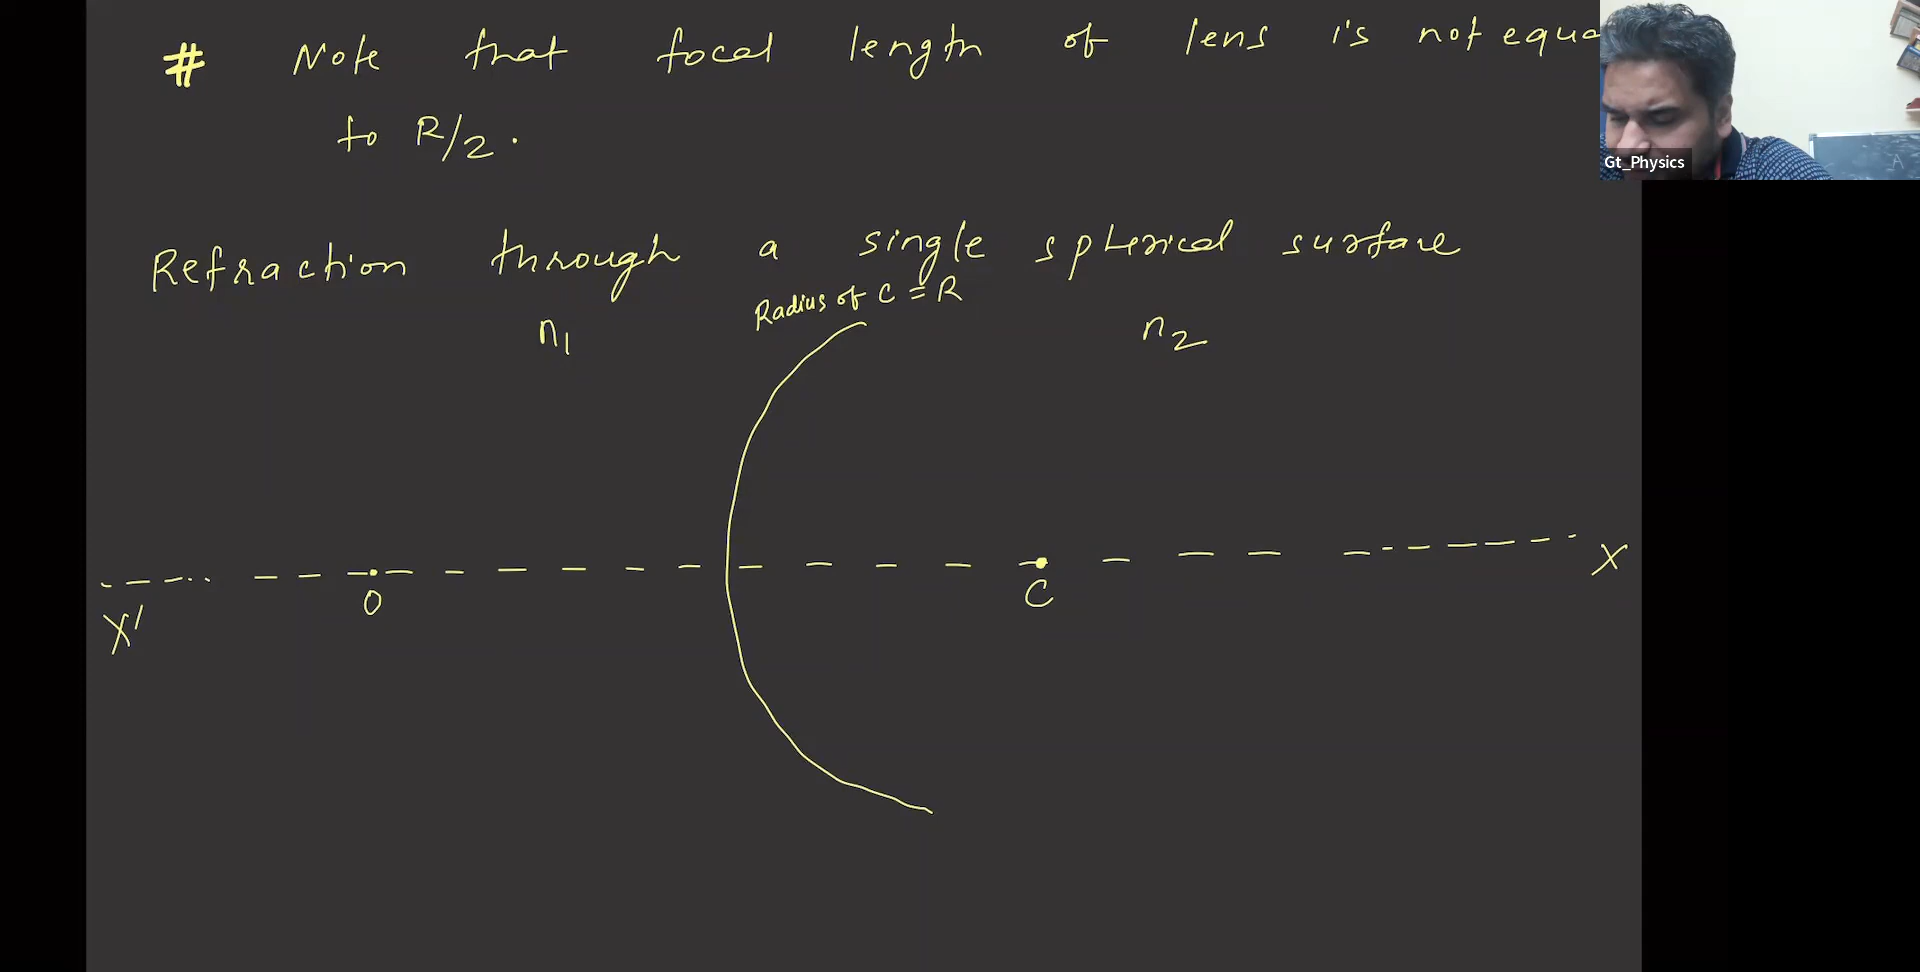 # Note that focal length of lens is not equa
to R/2.
Gt_Physics
A
Refraction through a single spherical surface
Radius of C = R
n1
n2
O
C
X
X'